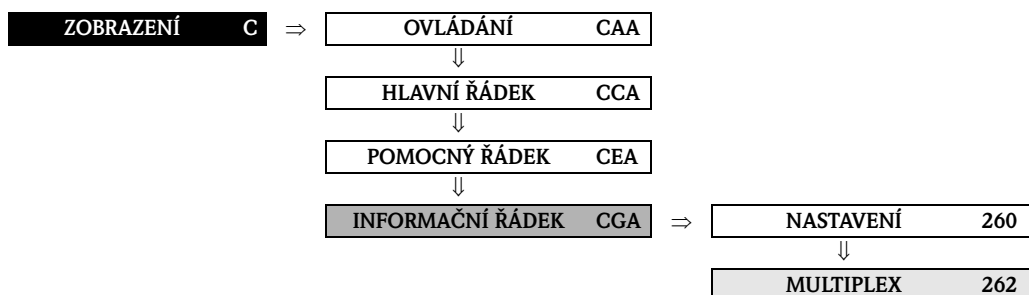 ZOBRAZENÍ C ⇒ OVLÁDÁNÍ CAA
⇓
HLAVNÍ ŘÁDEK CCA
⇓
POMOCNÝ ŘÁDEK CEA
⇓
INFORMAČNÍ ŘÁDEK CGA ⇒ NASTAVENÍ 260
⇓
MULTIPLEX 262